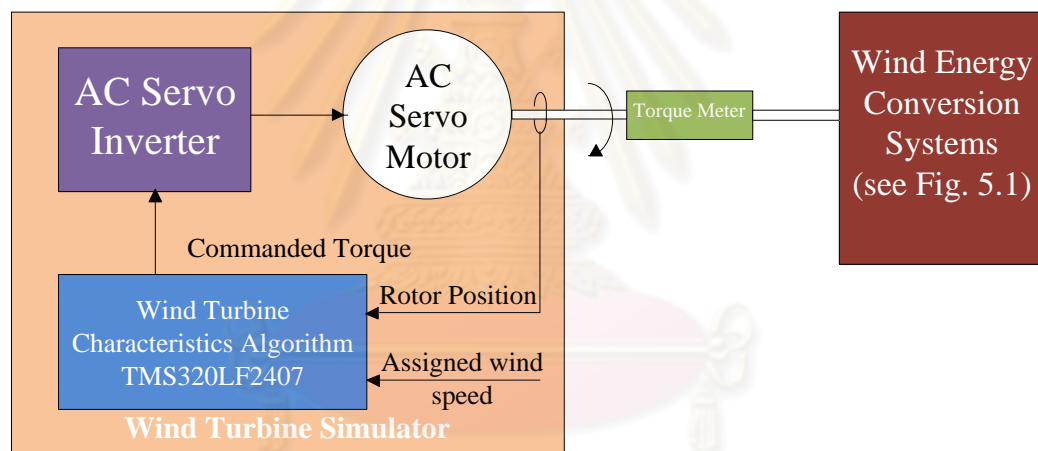 AC Servo
Inverter
AC
Servo
Motor
Torque Meter
Wind Energy
Conversion
Systems
(see Fig. 5.1)
Commanded Torque
Rotor Position
Wind Turbine
Characteristics Algorithm
TMS320LF2407
Assigned wind
speed
Wind Turbine Simulator